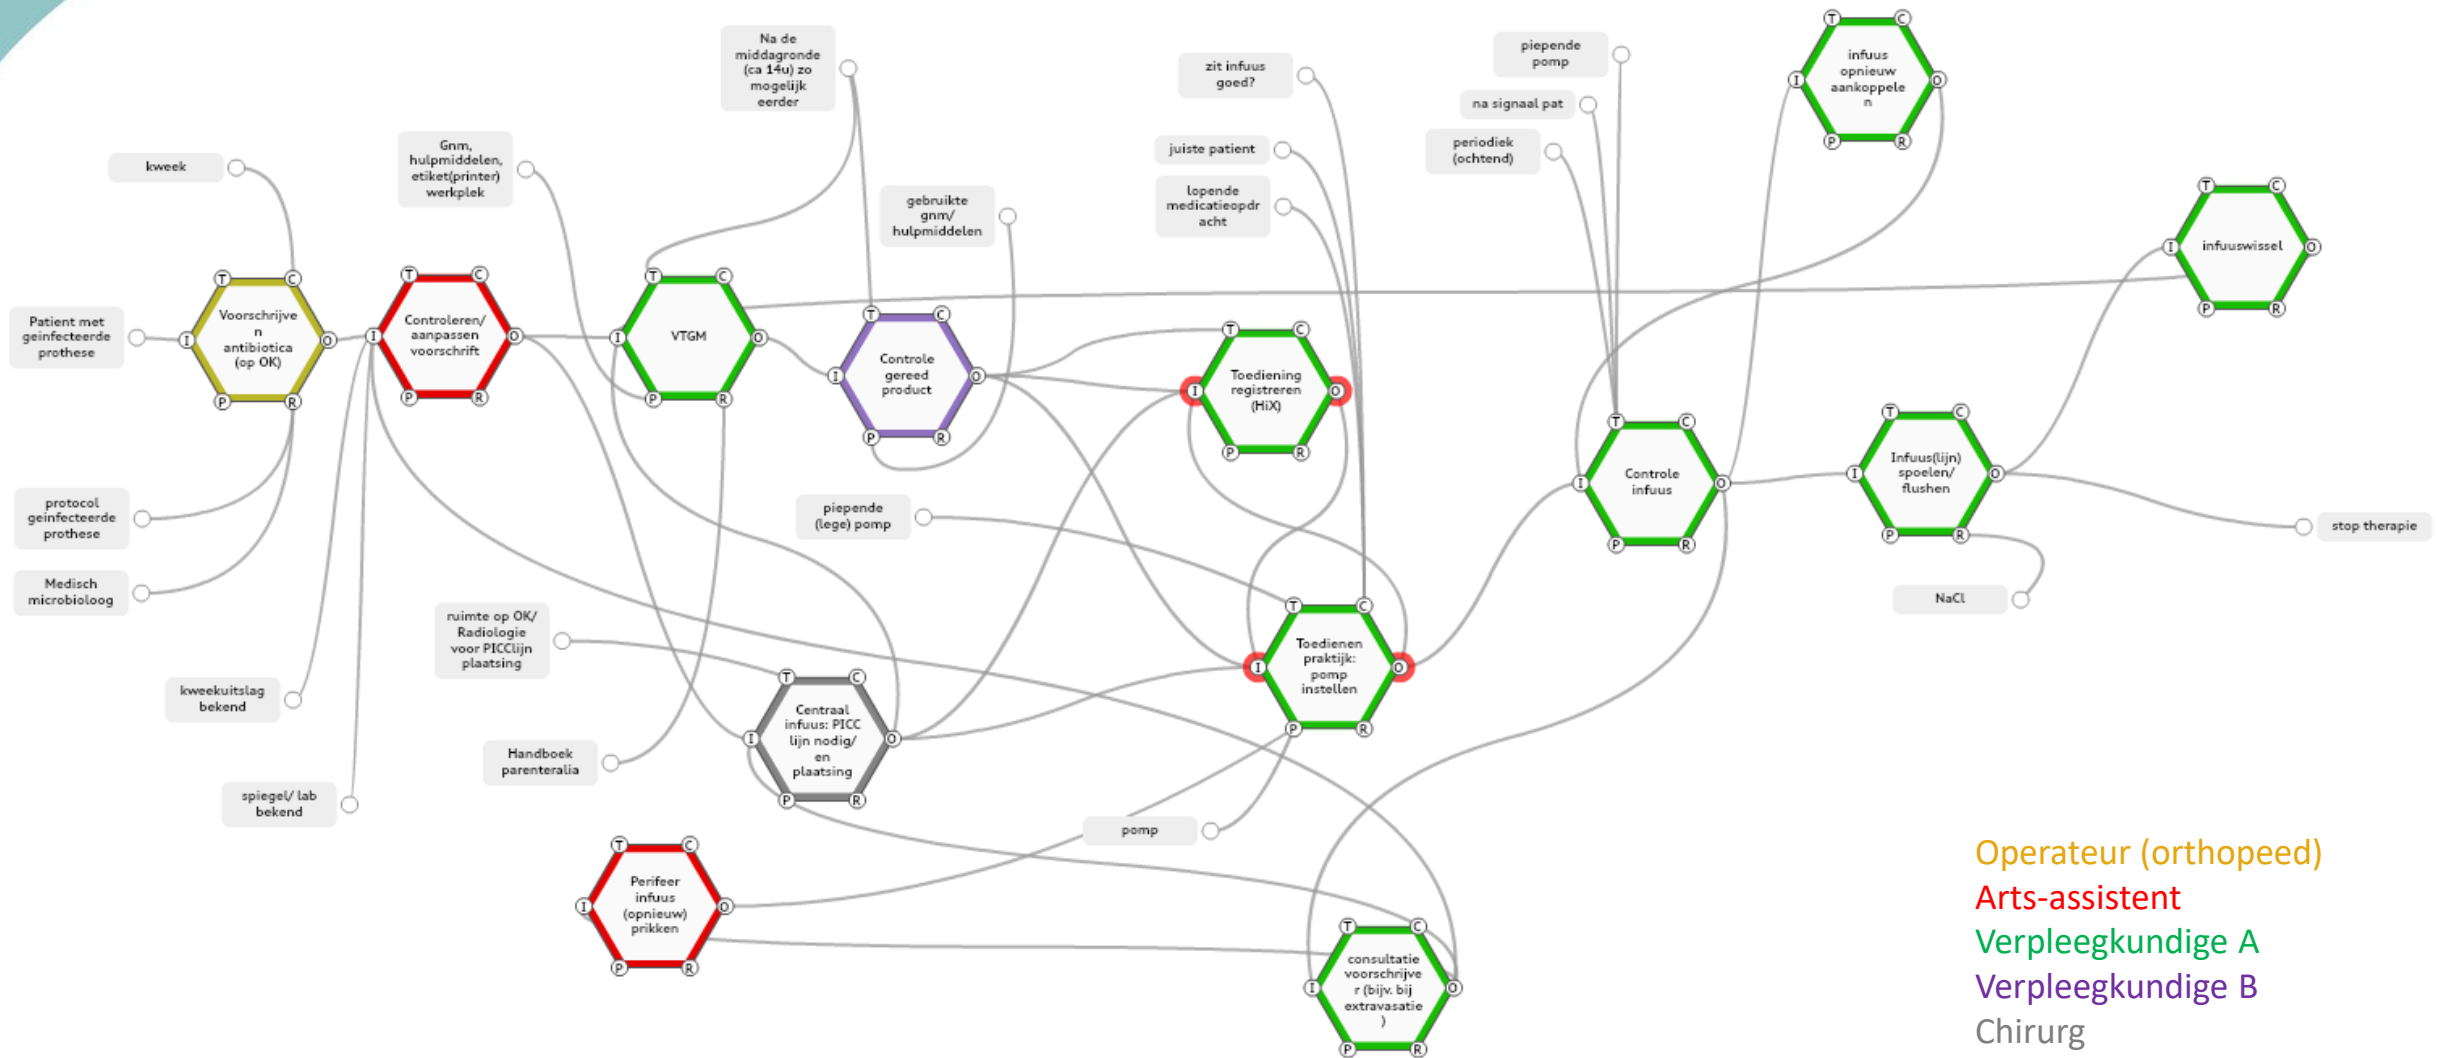 kweek
Patient met
geinfecteerde
prothese
T
C
I
Voorschrijve
n
antibiotica
(op OK)
O
P
R
protocol
geinfecteerde
prothese
Medisch
microbioloog
kweekuitslag
bekend
spiegel/ lab
bekend
T
C
I
Controleren/
aanpassen
voorschrift
O
P
R
Gnm,
hulpmiddelen,
etiket(printer)
werkplek
Na de
middagronde
(ca 14u) zo
mogelijk
eerder
T
C
I
VTGM
O
P
R
gebruikte
gnm/
hulpmiddelen
T
C
I
Controle
gereed
product
O
P
R
ruimte op OK/
Radiologie
voor PICClijn
plaatsing
Handboek
parenteralia
piepende
(lege) pomp
T
C
I
Centraal
infuus: PICC
lijn nodig/
en
plaatsing
O
P
R
T
C
I
Perifeer
infuus
(opnieuw)
prikken
O
P
R
pomp
zit infuus
goed?
juiste patient
lopende
medicatieopdr
acht
T
C
I
Toediening
registreren
(HiX)
O
P
R
T
C
I
Toedienen
praktijk:
pomp
instellen
O
P
R
T
C
I
consultatie
voorschrijve
r (bijv. bij
extravasatie
)
O
P
R
piepende
pomp
na signaal pat
periodiek
(ochtend)
T
C
I
Controle
infuus
O
P
R
T
C
I
infuus
opnieuw
aankoppele
n
O
P
R
T
C
I
Infuus(lijn)
spoelen/
flushen
O
P
R
NaCl
T
C
I
infuuswissel
O
P
R
stop therapie
Operateur (orthopeed)
Arts-assistent
Verpleegkundige A
Verpleegkundige B
Chirurg